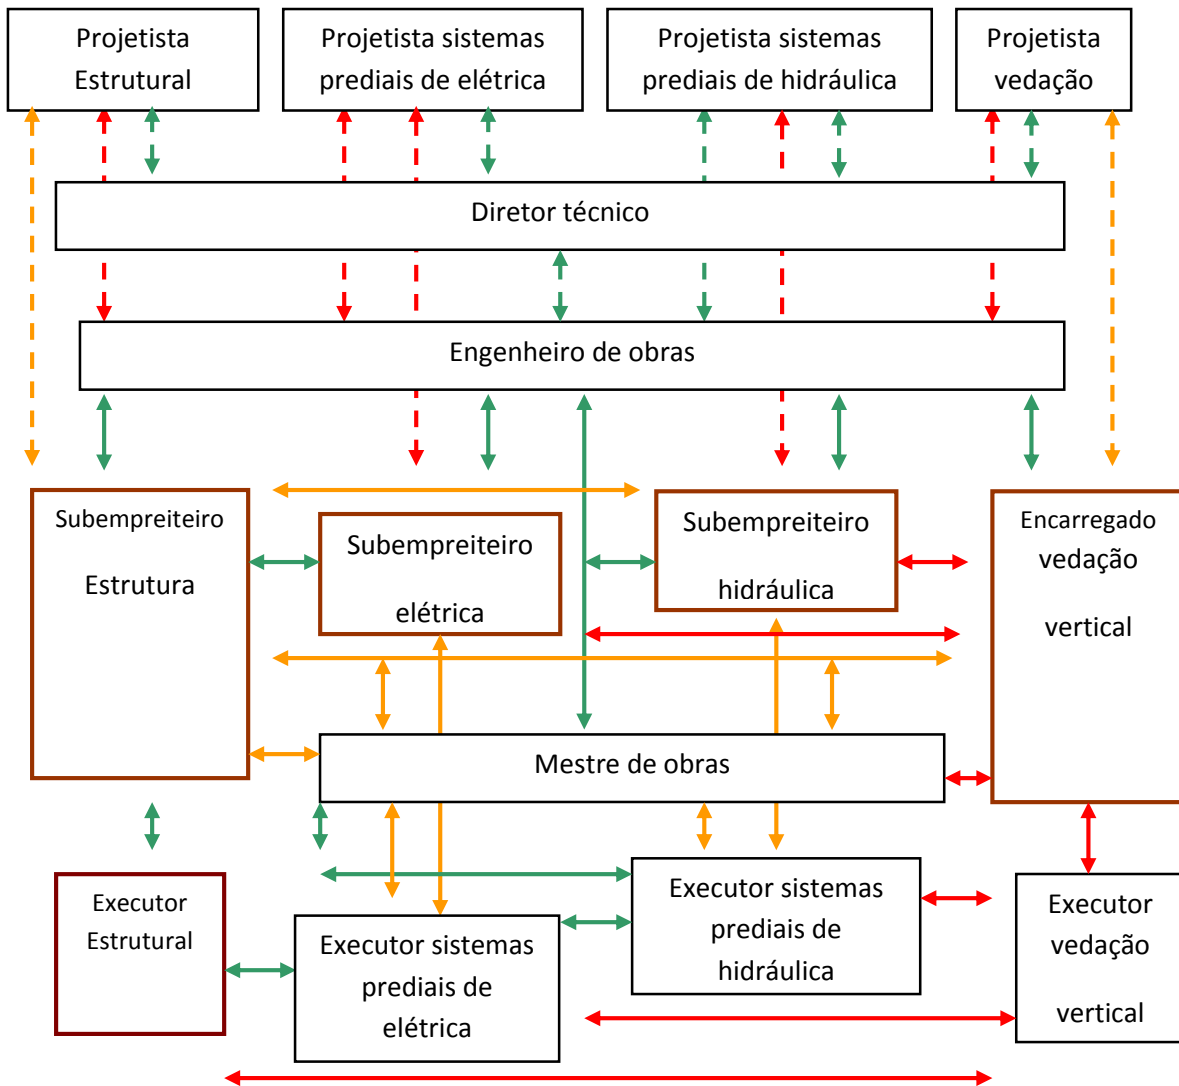 Projetista
Estrutural
Projetista sistemas
prediais de elétrica
Projetista sistemas
prediais de hidráulica
Projetista
vedação
Diretor técnico
Engenheiro de obras
Subempreiteiro
Estrutura
Subempreiteiro
elétrica
Subempreiteiro
hidráulica
Encarregado
vedação
vertical
Mestre de obras
Executor
Estrutural
Executor sistemas
prediais de
elétrica
Executor sistemas
prediais de
hidráulica
Executor
vedação
vertical